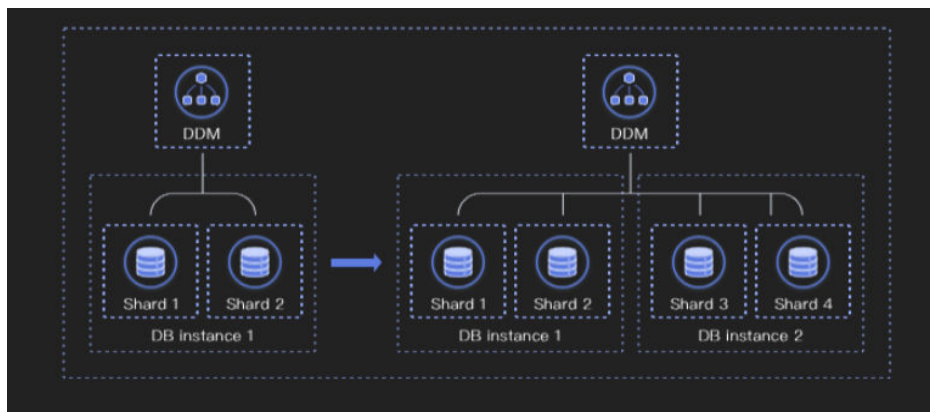 DDM
DDM
Shard 1
Shard 2
Shard 1
Shard 2
Shard 3
Shard 4
DB instance 1
DB instance 1
DB instance 2